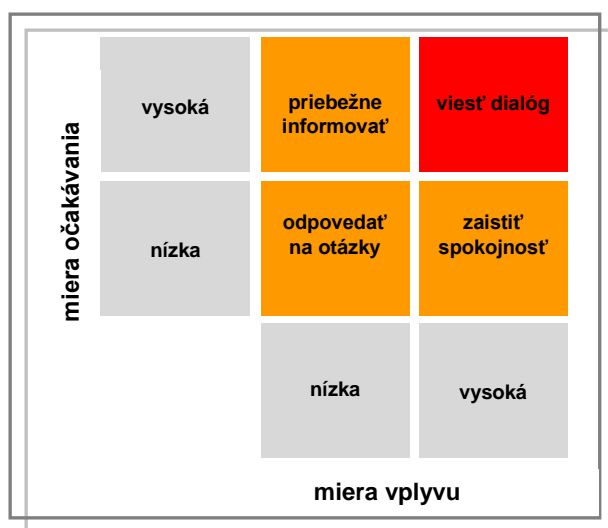 miera očakávania
vysoká
priebežne
informovať
viesť dialóg
nízka
odpovedať
na otázky
zaistiť
spokojnosť
nízka
vysoká
miera vplyvu